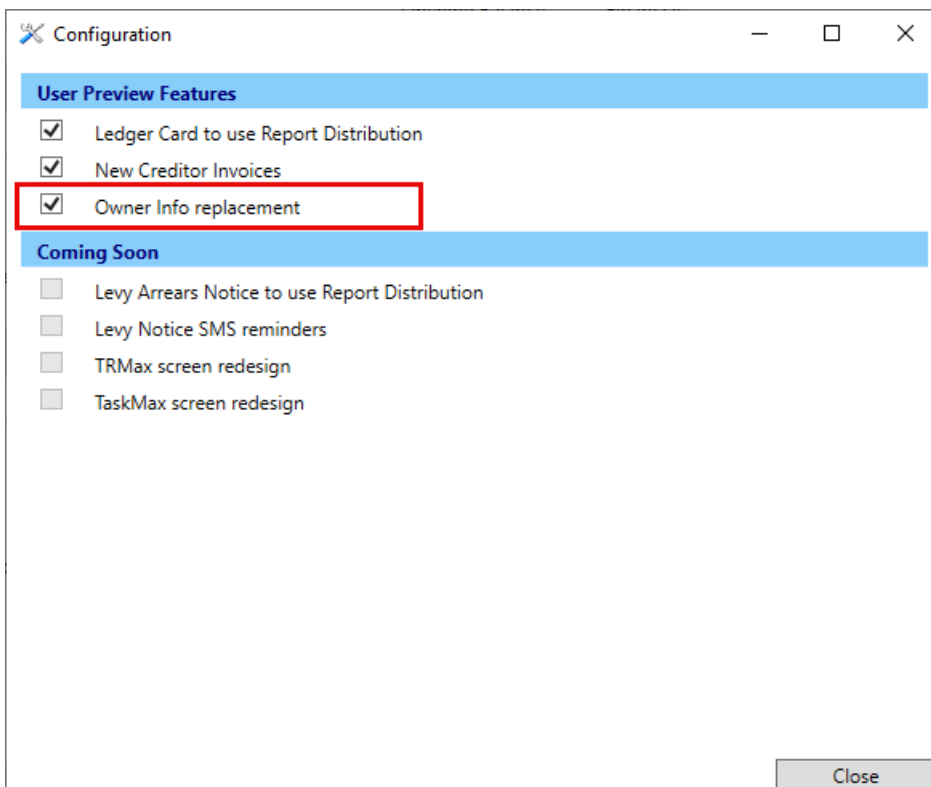 Configuration
User Preview Features
Ledger Card to use Report Distribution
New Creditor Invoices
Owner Info replacement
Coming Soon
Levy Arrears Notice to use Report Distribution
Levy Notice SMS reminders
TRMax screen redesign
TaskMax screen redesign
Close